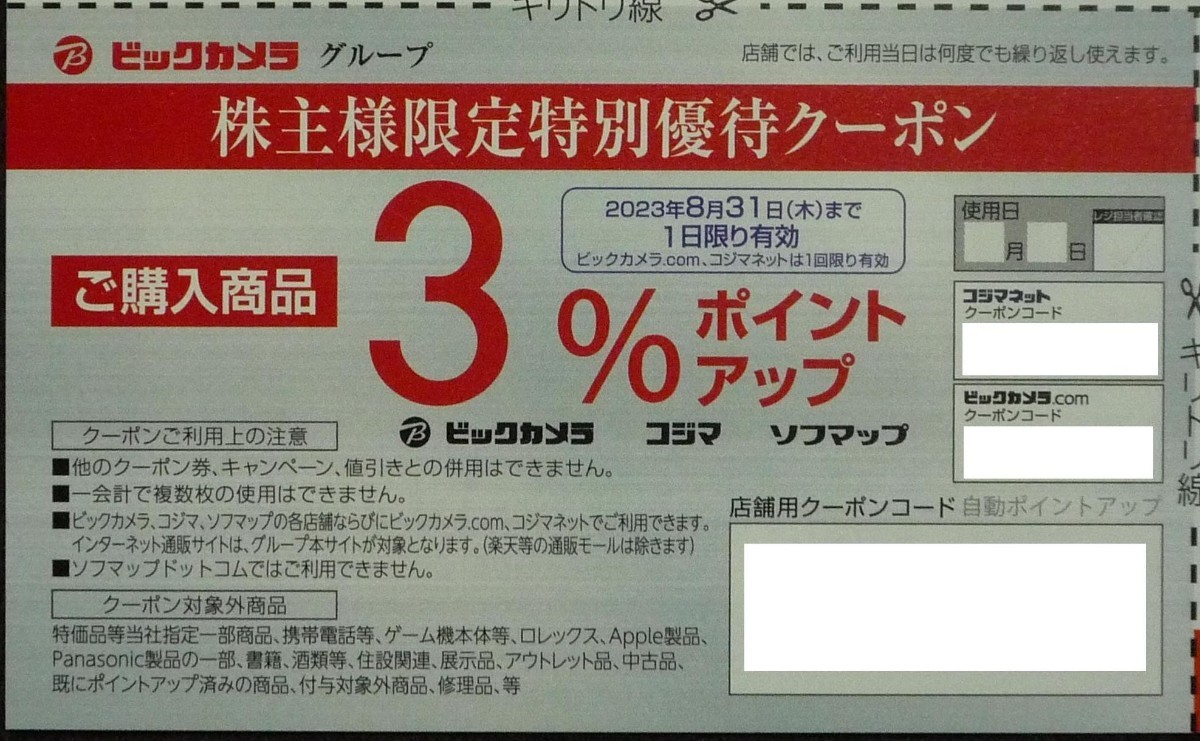 キリトリ線
ビックカメラ グループ
店舗では、ご利用当日は何度でも繰り返し使えます。
株主様限定特別優待クーポン
2023年8月31日(木)まで
1日限り有効
ビックカメラ.com、コジマネットは1回限り有効
使用日
月 日
レジ担当者確認
ご購入商品
3%ポイント
アップ
コジマネット
クーポンコード
ビックカメラ.com
クーポンコード
キリトリ線
ビックカメラ コジマ ソフマップ
クーポンご利用上の注意
■他のクーポン券、キャンペーン、値引きとの併用はできません。
■一会計で複数枚の使用はできません。
■ビックカメラ、コジマ、ソフマップの各店舗ならびにビックカメラ.com、コジマネットでご利用できます。
インターネット通販サイトは、グループ本サイトが対象となります。(楽天等の通販モールは除きます)
■ソフマップドットコムではご利用できません。
店舗用クーポンコード 自動ポイントアップ
クーポン対象外商品
特価品等当社指定一部商品、携帯電話等、ゲーム機本体等、ロレックス、Apple製品、
Panasonic製品の一部、書籍、酒類等、住設関連、展示品、アウトレット品、中古品、
既にポイントアップ済みの商品、付与対象外商品、修理品、等